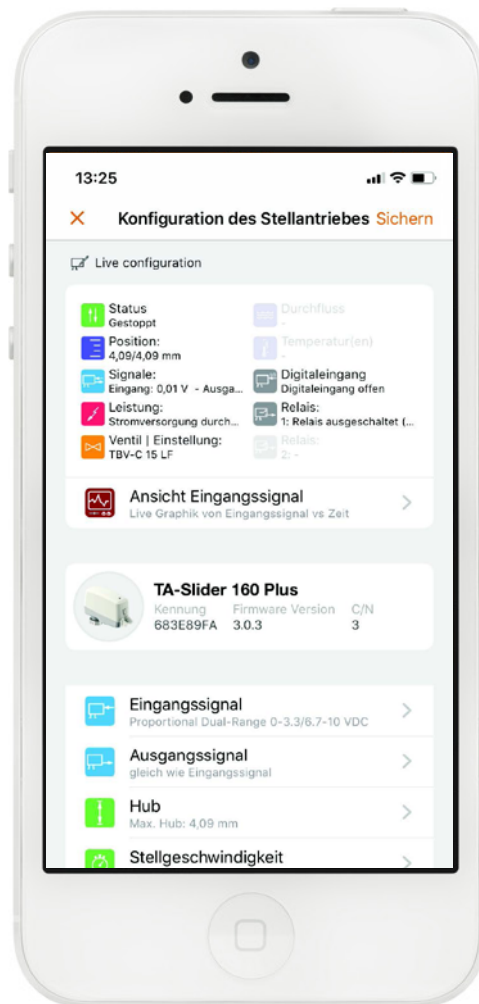 13:25
Konfiguration des Stellantriebes Sichern
Live configuration
Status
Gestoppt
Durchfluss
-
Position:
4,09/4,09 mm
Temperatur(en)
-
Signale:
Eingang: 0,01 V - Ausga...
Digitaleingang
Digitaleingang offen
Leistung:
Stromversorgung durch...
Relais:
1: Relais ausgeschaltet (...
Ventil | Einstellung:
TBV-C 15 LF
Relais:
2: -
Ansicht Eingangssignal
Live Graphik von Eingangssignal vs Zeit
TA-Slider 160 Plus
Kennung Firmware Version C/N
683E89FA 3.0.3 3
Eingangssignal
Proportional Dual-Range 0-3.3/6.7-10 VDC
Ausgangssignal
gleich wie Eingangssignal
Hub
Max. Hub: 4,09 mm
Stellgeschwindigkeit